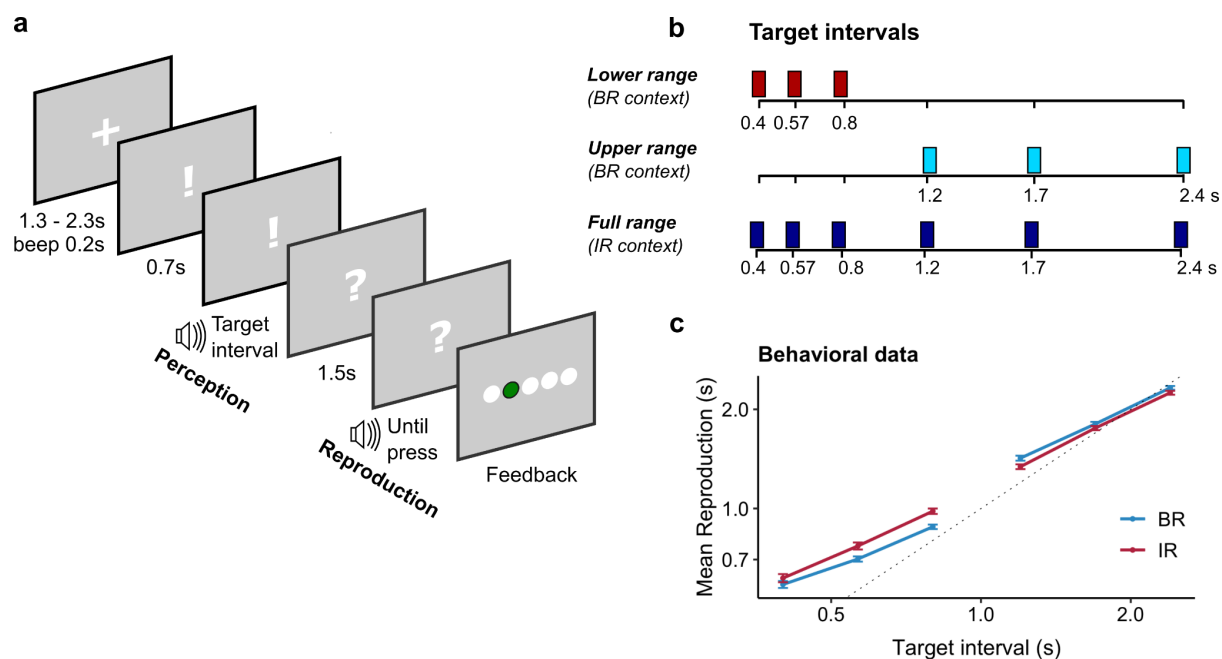 a
+
!
1.3 - 2.3s
beep 0.2s
!
0.7s
?
Target
interval
Perception
?
1.5s
Until
press
Reproduction
Feedback
b
Target intervals
Lower range
(BR context)
0.4 0.57 0.8
Upper range
(BR context)
1.2 1.7 2.4 s
Full range
(IR context)
0.4 0.57 0.8 1.2 1.7 2.4 s
c
Behavioral data
Mean Reproduction (s)
2.0
1.0
0.7
BR
IR
0.5 1.0 2.0
Target interval (s)